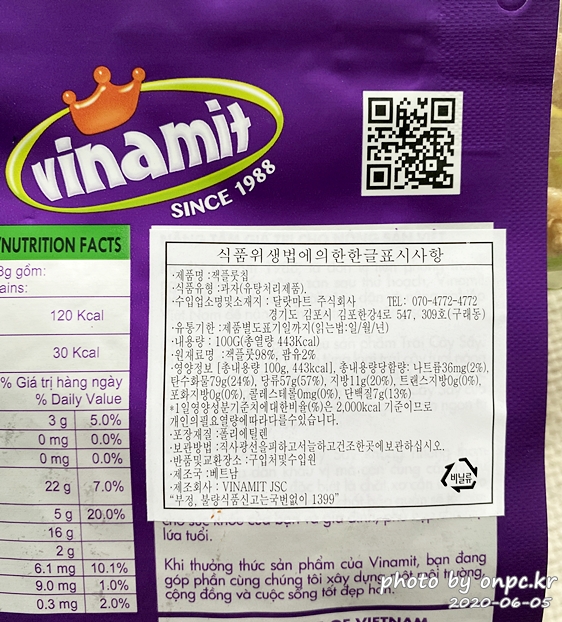 vinamit
SINCE 1988
NUTRITION FACTS
8g gồm:
ains:
120 Kcal
30 Kcal
% Giá trị hàng ngày
% Daily Value
3 g 5.0%
0 mg 0.0%
0 mg 0.0%
22 g 7.0%
5 g 20.0%
16 g
2 g
6.1 mg 10.1%
9.0 mg 1.0%
0.3 mg 2.0%
식품위생법에의한한글표시사항
·제품명 :잭플룻칩
·식품유형 :과자(유탕처리제품).
·수입업소명및소재지 : 달랏마트 주식회사 TEL: 070-4772-4772
경기도 김포시 김포한강4로 547, 309호(구래동)
·유통기한 :제품별도표기일까지(읽는법:일/월/년)
·내용량 : 100G(총열량 443Kcal)
·원재료명 :잭플룻98%, 팜유2%
·영양정보 [총내용량 100g, 443kcal], 총내용량당함량: 나트륨36mg(2%),
탄수화물79g(24%), 당류57g(57%), 지방11g(20%), 트랜스지방0g(0%),
포화지방0g(0%), 콜레스테롤0mg(0%), 단백질7g(13%)
*1일영양성분기준치에대한비율(%)은 2,000kcal 기준이므로
개인의필요열량에따라다를수있습니다.
·포장재질 :폴리에틸렌
·보관방법 :직사광선을피하고서늘하고건조한곳에보관하십시오.
·반품및교환장소 :구입처및수입원
·제조국 :베트남
·제조회사 : VINAMIT JSC
"부정, 불량식품신고는국번없이 1399"
비닐류
lứa tuổi.
Khi thưởng thức sản phẩm của Vinamit, bạn đang
góp phần cùng chúng tôi xây dựng một môi trường,
cộng đồng và cuộc sống tốt đẹp hơn.
OF VIETNAM
photo by onpc.kr
2020-06-05